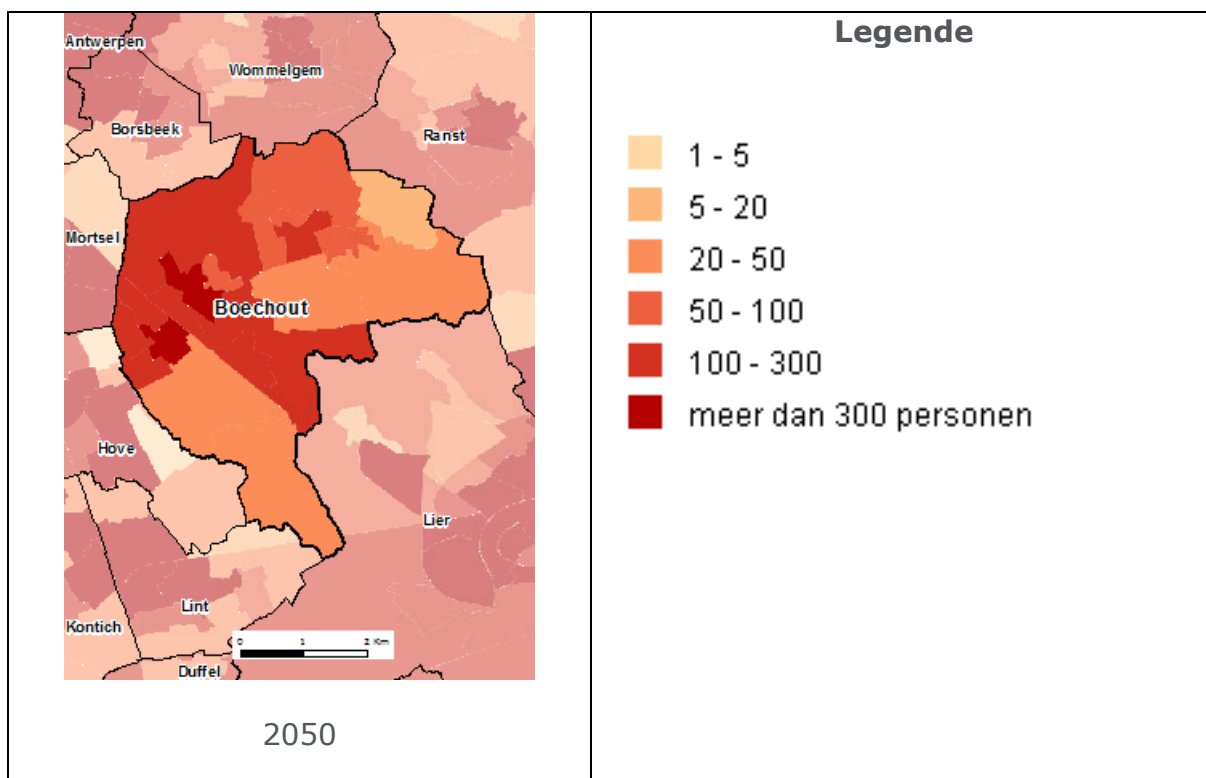 Antwerpen
Wommelgem
Borsbeek
Ranst
Mortsel
Boechout
Hove
Lier
Lint
Kontich
0 1 2 Km
Duffel
2050
Legende
1 - 5
5 - 20
20 - 50
50 - 100
100 - 300
meer dan 300 personen